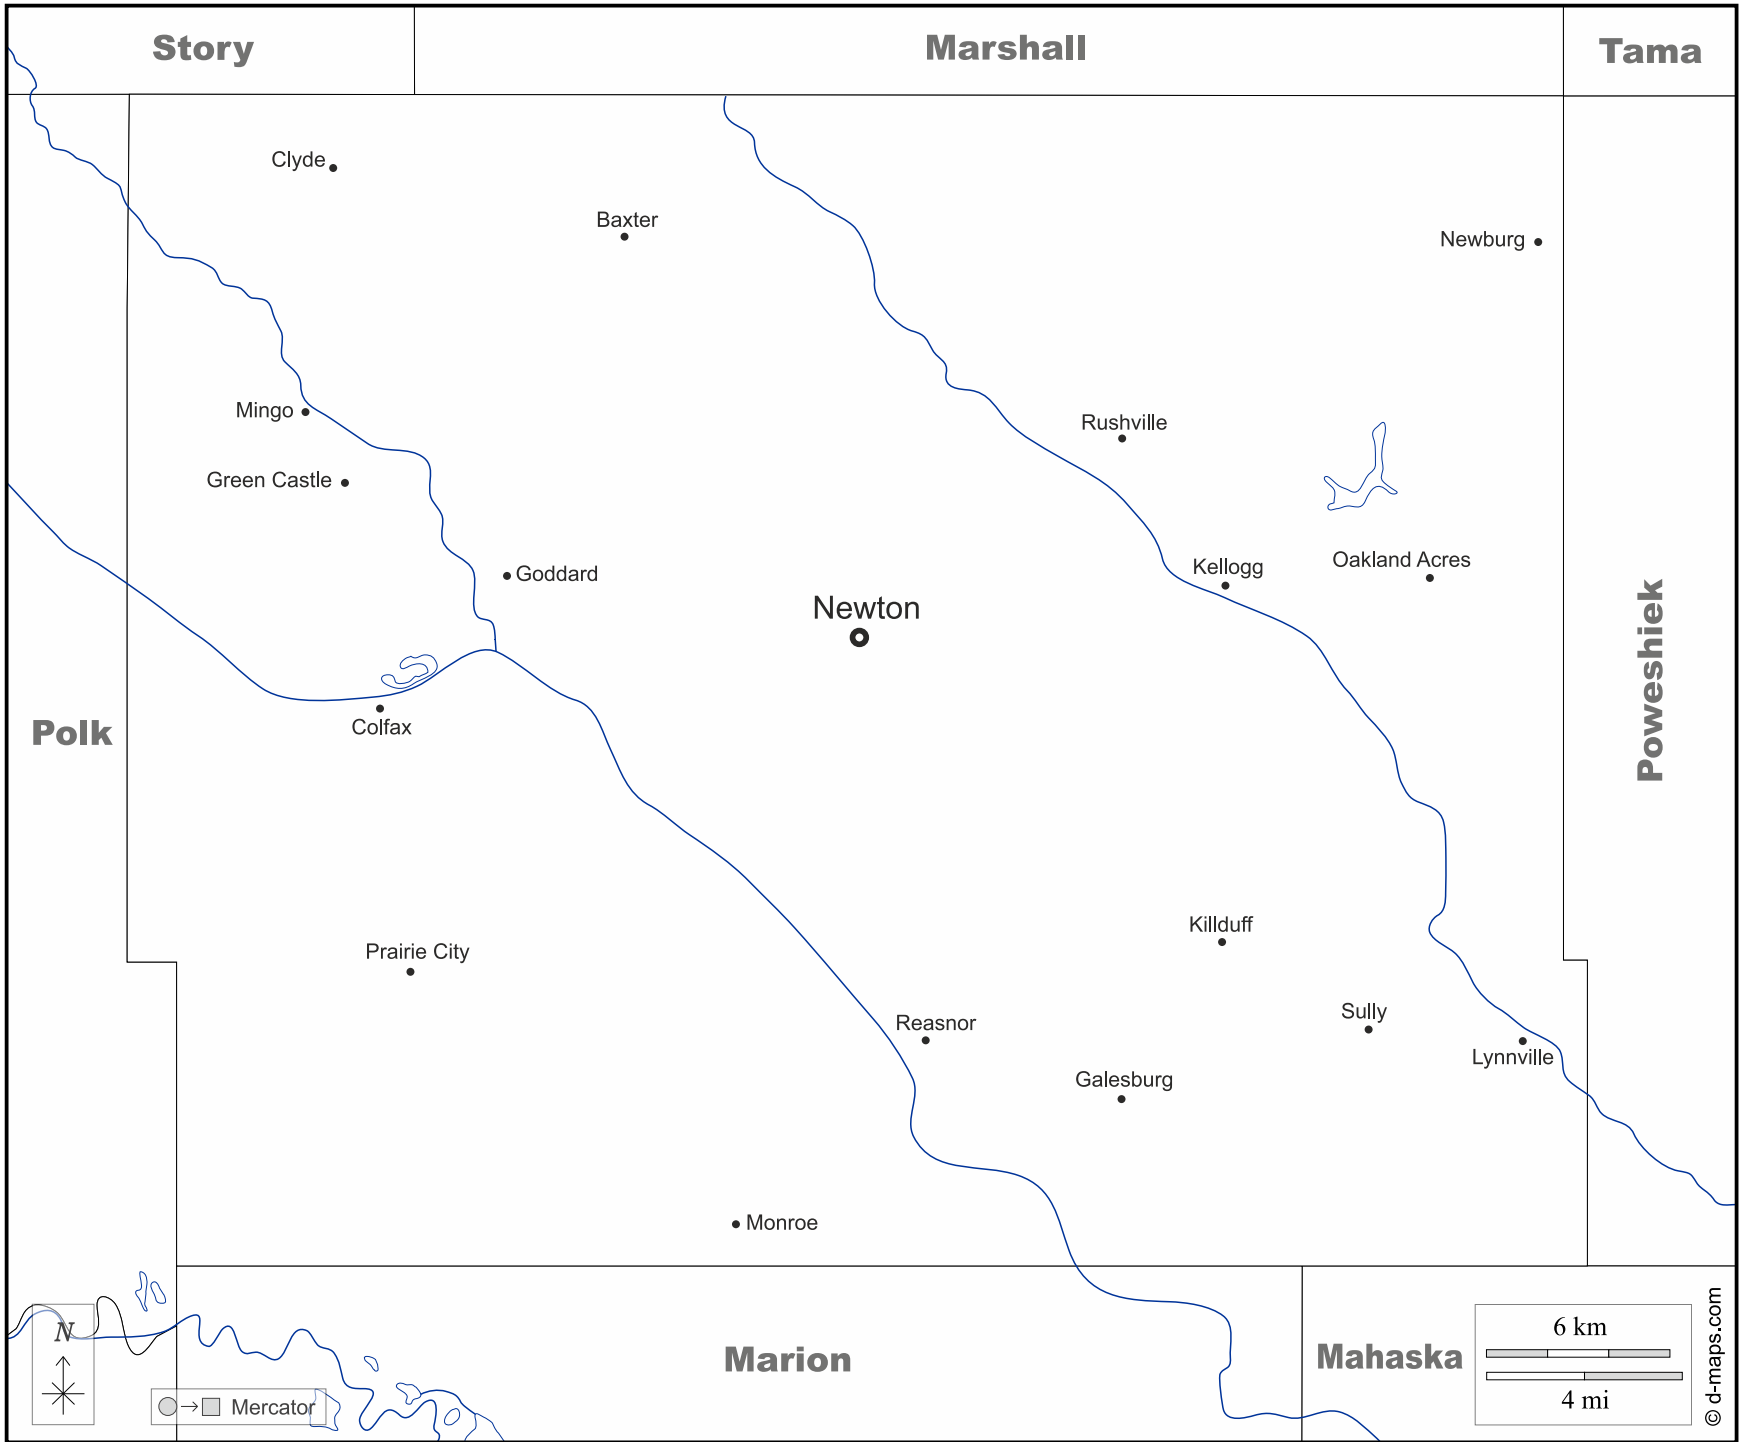 Story
Marshall
Tama
Clyde
Baxter
Newburg
Mingo
Rushville
Green Castle
Goddard
Kellogg
Oakland Acres
Newton
Poweshiek
Polk
Colfax
Killduff
Prairie City
Reasnor
Sully
Lynnville
Galesburg
Monroe
N
Mercator
Marion
Mahaska
6 km
4 mi
© d-maps.com